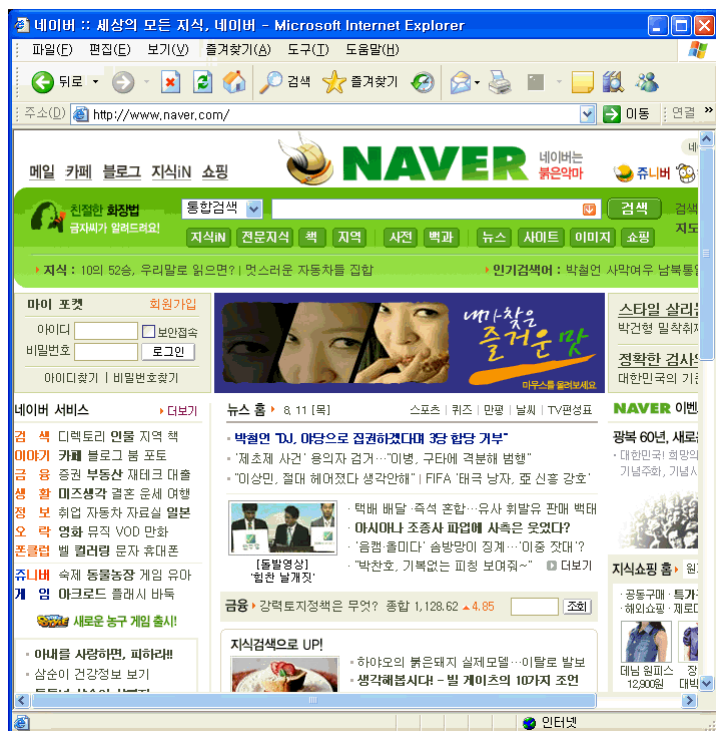 네이버 :: 세상의 모든 지식, 네이버 - Microsoft Internet Explorer
파일(F) 편집(E) 보기(V) 즐겨찾기(A) 도구(T) 도움말(H)
뒤로 검색 즐겨찾기
주소(D) http://www.naver.com/ 이동 연결 »
메일 카페 블로그 지식iN 쇼핑
NAVER
네이버는
붉은악마
쥬니버
친절한 화장법
금자씨가 알려드려요!
통합검색 검색
지식iN 전문지식 책 지역 사전 백과 뉴스 사이트 이미지 쇼핑
지식 : 10의 52승, 우리말로 읽으면? | 멋스러운 자동차들 집합
인기검색어 : 박철언 사막여우 남북통일
마이 포켓 회원가입
아이디 보안접속
비밀번호 로그인
아이디찾기 | 비밀번호찾기
내가 찾은
즐거운 맛
마우스를 올려보세요
스타일 살리는
박건형 밀착취재
정확한 검사
대한민국의 기
네이버 서비스 더보기
검 색 디렉토리 인물 지역 책
이야기 카페 블로그 붐 포토
금 융 증권 부동산 재테크 대출
생 활 미즈생각 결혼 운세 여행
정 보 취업 자동차 자료실 일본
오 락 영화 뮤직 VOD 만화
폰클럽 벨 컬러링 문자 휴대폰
쥬니버 숙제 동물농장 게임 유아
게 임 아크로드 플래시 바둑
새로운 농구 게임 출시!
· 아내를 사랑하면, 피하라!!
· 삼순이 건강정보 보기
뉴스 홈 8, 11 [목] 스포츠 | 퀴즈 | 만평 | 날씨 | TV편성표
· 박철언 "DJ, 야당으로 집권하겠다며 3당 합당 거부"
· '제초제 사건' 용의자 검거…"이병, 구타에 격분해 범행"
· "이상민, 절대 헤어졌다 생각안해" | FIFA '태국 남자, 亞 신흥 강호'
[돌발영상]
'힘찬 날개짓'
· 택배 배달·즉석 혼합…유사 휘발유 판매 백태
· 아시아나 조종사 파업에 사측은 웃었다?
· '음컴·올미다' 솜방망이 징계…'이중 잣대'?
· "박찬호, 기복없는 피칭 보여줘~" 더보기
금융 강력토지정책은 무엇? 종합 1,128.62 ▲4.85 조회
지식검색으로 UP!
· 하야오의 붉은돼지 실제모델…이탈로 발보
· 생각해봅시다! - 빌 게이츠의 10가지 조언
NAVER 이벤
광복 60년, 새로
· 대한민국! 희망의
기념주화, 기념시
지식쇼핑 홈
· 공동구매 · 특가
· 해외쇼핑 · 제로
데님 원피스
12,900원
대박
인터넷